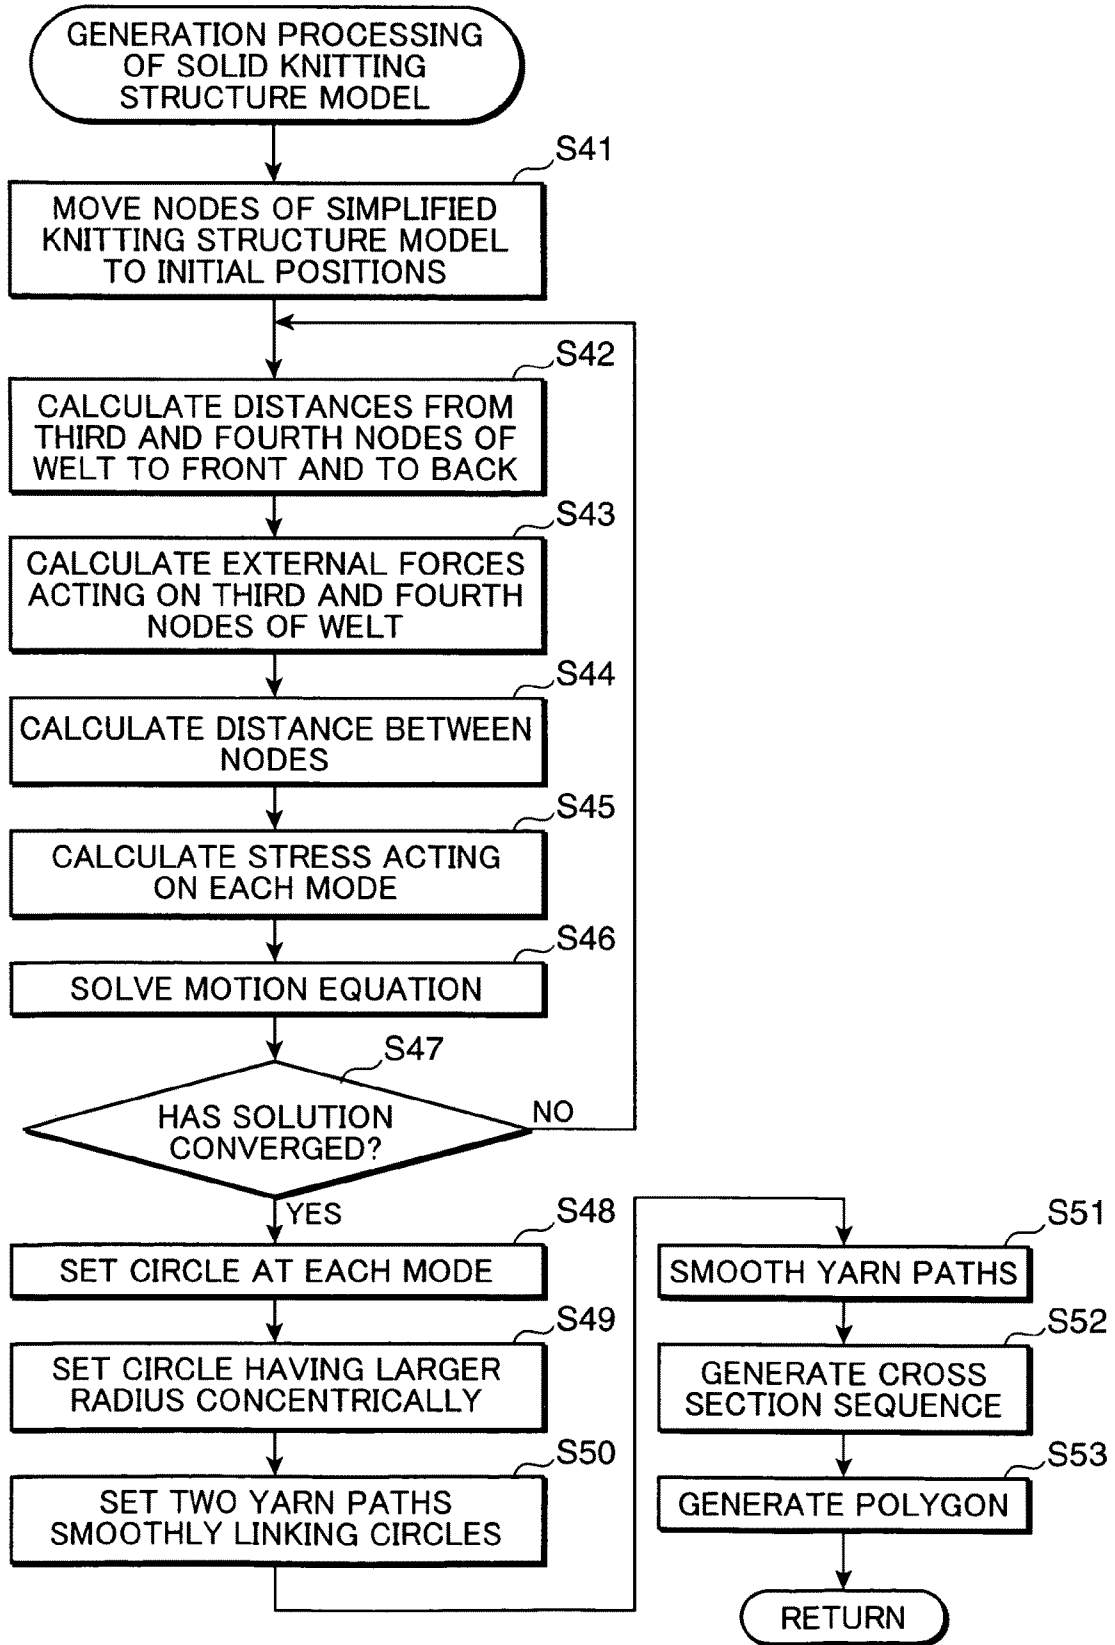 GENERATION PROCESSING
OF SOLID KNITTING
STRUCTURE MODEL
S41
MOVE NODES OF SIMPLIFIED
KNITTING STRUCTURE MODEL
TO INITIAL POSITIONS
S42
CALCULATE DISTANCES FROM
THIRD AND FOURTH NODES OF
WELT TO FRONT AND TO BACK
S43
CALCULATE EXTERNAL FORCES
ACTING ON THIRD AND FOURTH
NODES OF WELT
S44
CALCULATE DISTANCE BETWEEN
NODES
S45
CALCULATE STRESS ACTING
ON EACH MODE
S46
SOLVE MOTION EQUATION
S47
HAS SOLUTION
CONVERGED?
NO
YES
S48
SET CIRCLE AT EACH MODE
S49
SET CIRCLE HAVING LARGER
RADIUS CONCENTRICALLY
S50
SET TWO YARN PATHS
SMOOTHLY LINKING CIRCLES
S51
SMOOTH YARN PATHS
S52
GENERATE CROSS
SECTION SEQUENCE
S53
GENERATE POLYGON
RETURN